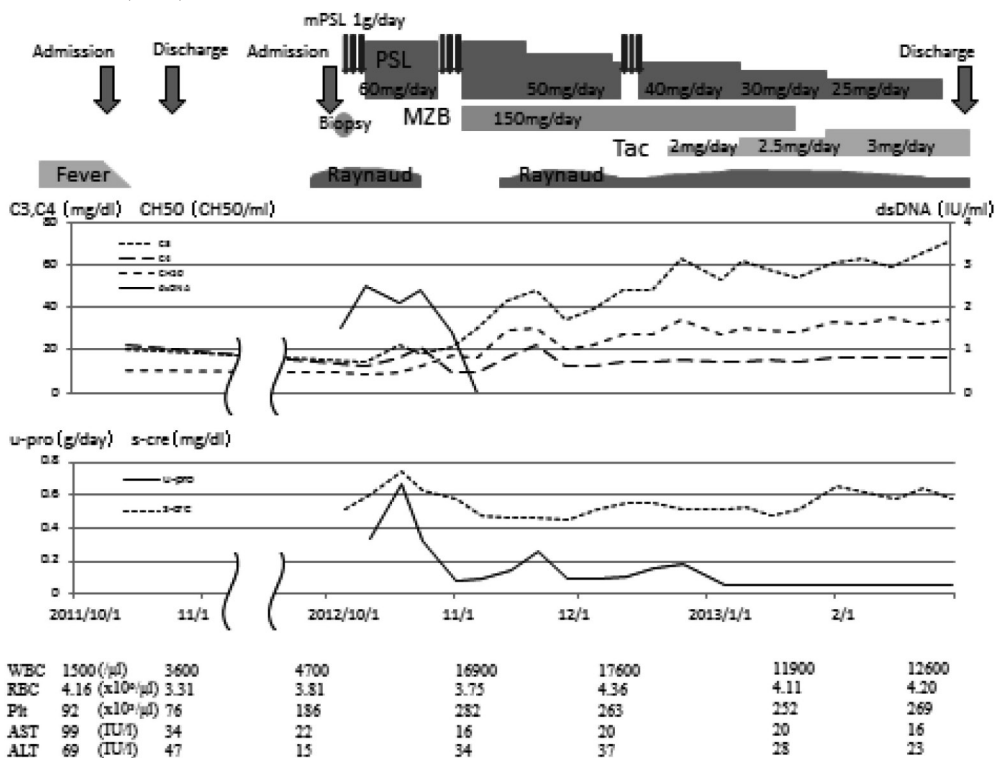 mPSL 1g/day
Admission Discharge Admission Discharge
PSL
60mg/day 50mg/day 40mg/day 30mg/day 25mg/day
Biopsy MZB 150mg/day
Tac 2mg/day 2.5mg/day 3mg/day
Fever Raynaud Raynaud
C3,C4 (mg/dl) CH50 (CH50/ml) dsDNA (IU/ml)
80 4
C3
C4
60 CH50 3
dsDNA
40 2
20 1
0 0
u-pro (g/day) s-cre (mg/dl)
0.8
u-pro
0.6
s-cre
0.4
0.2
0
2011/10/1 11/1 2012/10/1 11/1 12/1 2013/1/1 2/1
WBC 1500 (/μl) 3600 4700 16900 17600 11900 12600
RBC 4.16 3.31 3.81 3.75 4.36 4.11 4.20
Plt 92 76 186 282 263 252 269
AST 99 (IU/l) 34 22 16 20 20 16
ALT 69 (IU/l) 47 15 34 37 28 23